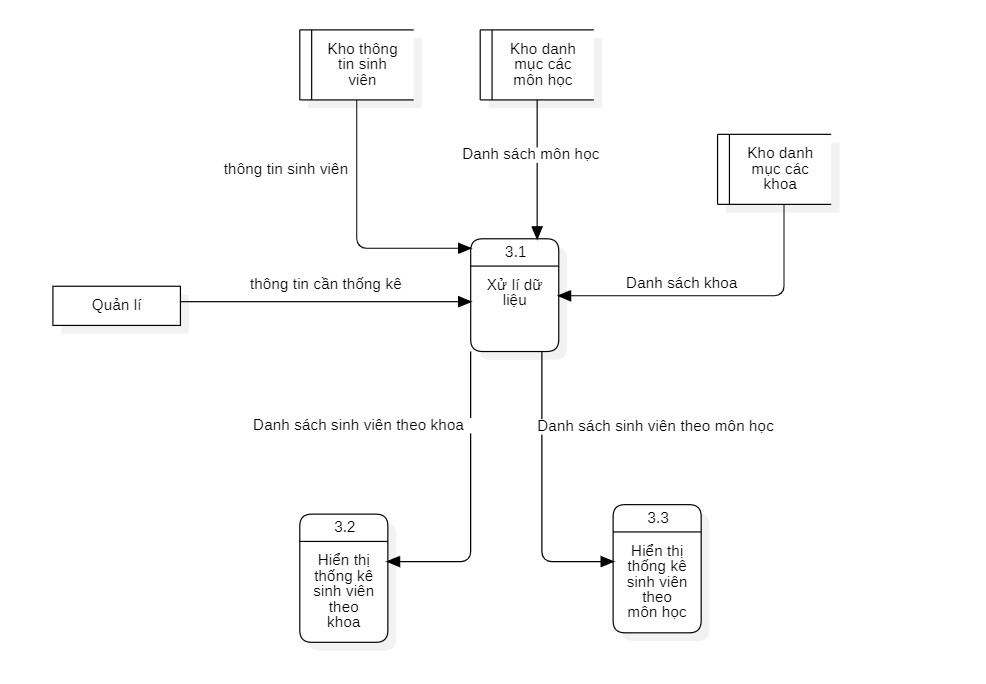 Kho thông
tin sinh
viên
Kho danh
mục các
môn học
Kho danh
mục các
khoa
Danh sách môn học
thông tin sinh viên
3.1
Xử lí dữ
liệu
thông tin cần thống kê
Danh sách khoa
Quản lí
Danh sách sinh viên theo khoa
Danh sách sinh viên theo môn học
3.2
Hiển thị
thống kê
sinh viên
theo
khoa
3.3
Hiển thị
thống kê
sinh viên
theo
môn học